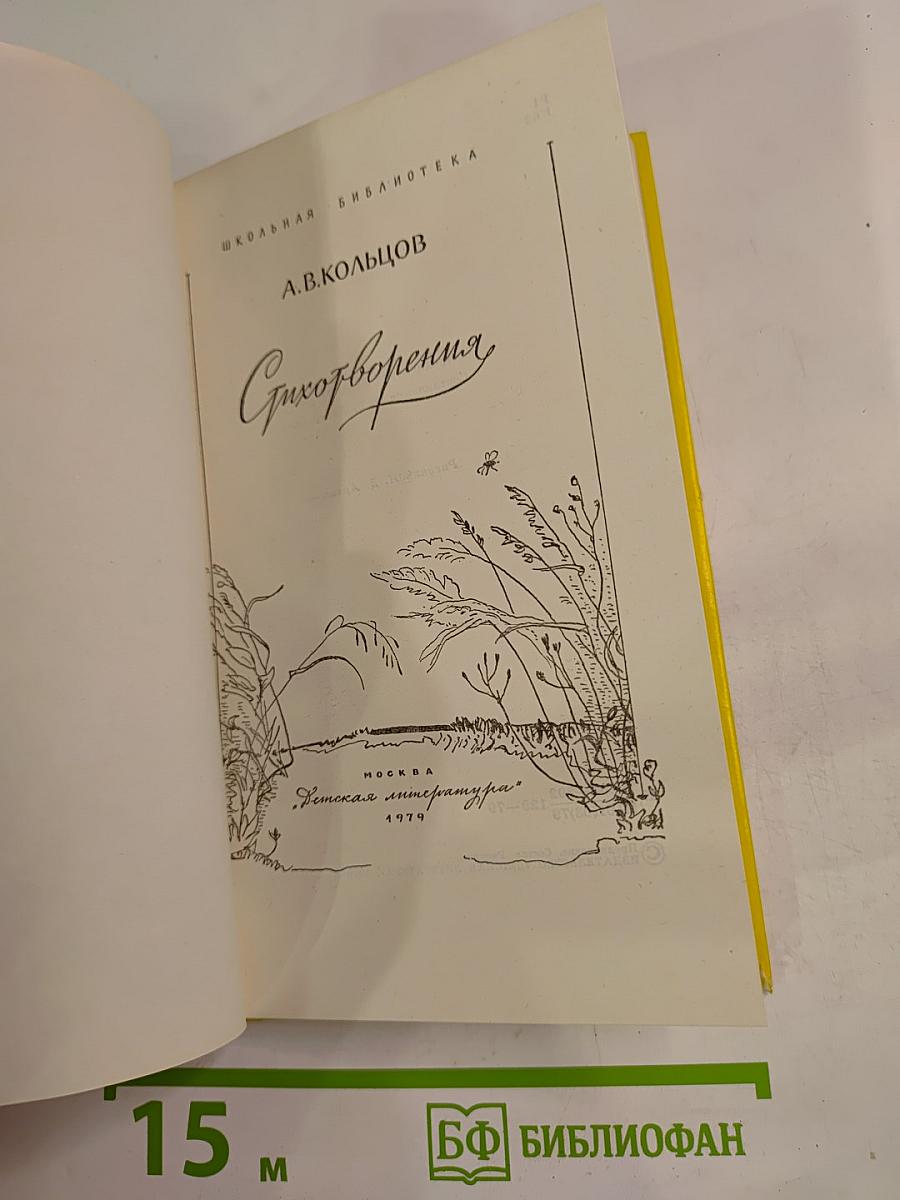 ШКОЛЬНАЯ БИБЛИОТЕКА
А.В.КОЛЬЦОВ
Стихотворения
МОСКВА
„Детская литература"
1979
15 м
БФ БИБЛИОФАН